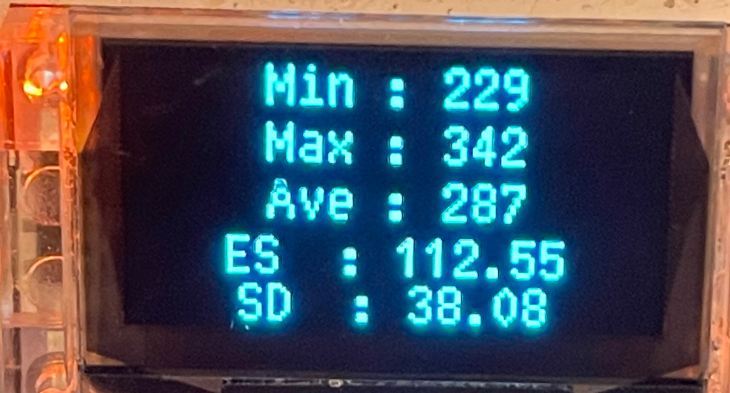 Min : 229
Max : 342
Ave : 287
ES : 112.55
SD : 38.08